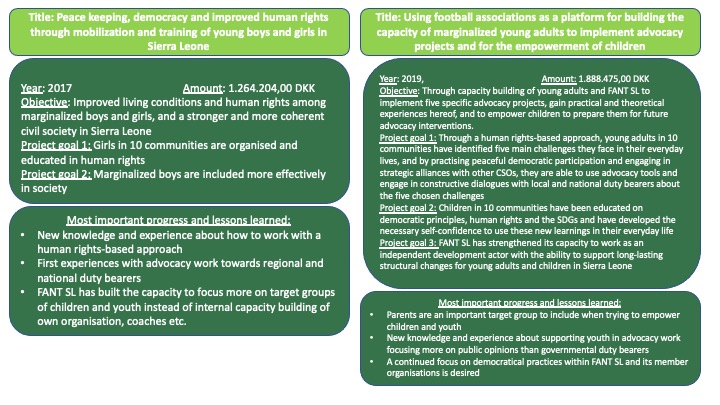 Title: Peace keeping, democracy and improved human rights
through mobilization and training of young boys and girls in
Sierra Leone
Year: 2017 Amount: 1.264.204,00 DKK
Objective: Improved living conditions and human rights among
marginalized boys and girls, and a stronger and more coherent
civil society in Sierra Leone
Project goal 1: Girls in 10 communities are organised and
educated in human rights
Project goal 2: Marginalized boys are included more effectively
in society
Most important progress and lessons learned:
• New knowledge and experience about how to work with a
human rights-based approach
• First experiences with advocacy work towards regional and
national duty bearers
• FANT SL has built the capacity to focus more on target groups
of children and youth instead of internal capacity building of
own organisation, coaches etc.
Title: Using football associations as a platform for building the
capacity of marginalized young adults to implement advocacy
projects and for the empowerment of children
Year: 2019, Amount: 1.888.475,00 DKK
Objective: Through capacity building of young adults and FANT SL to
implement five specific advocacy projects, gain practical and theoretical
experiences hereof, and to empower children to prepare them for future
advocacy interventions.
Project goal 1: Through a human rights-based approach, young adults in 10
communities have identified five main challenges they face in their everyday
lives, and by practising peaceful democratic participation and engaging in
strategic alliances with other CSOs, they are able to use advocacy tools and
engage in constructive dialogues with local and national duty bearers about
the five chosen challenges
Project goal 2: Children in 10 communities have been educated on
democratic principles, human rights and the SDGs and have developed the
necessary self-confidence to use these new learnings in their everyday life
Project goal 3: FANT SL has strengthened its capacity to work as an
independent development actor with the ability to support long-lasting
structural changes for young adults and children in Sierra Leone
Most important progress and lessons learned:
• Parents are an important target group to include when trying to empower
children and youth
• New knowledge and experience about supporting youth in advocacy work
focusing more on public opinions than governmental duty bearers
• A continued focus on democratical practices within FANT SL and its member
organisations is desired